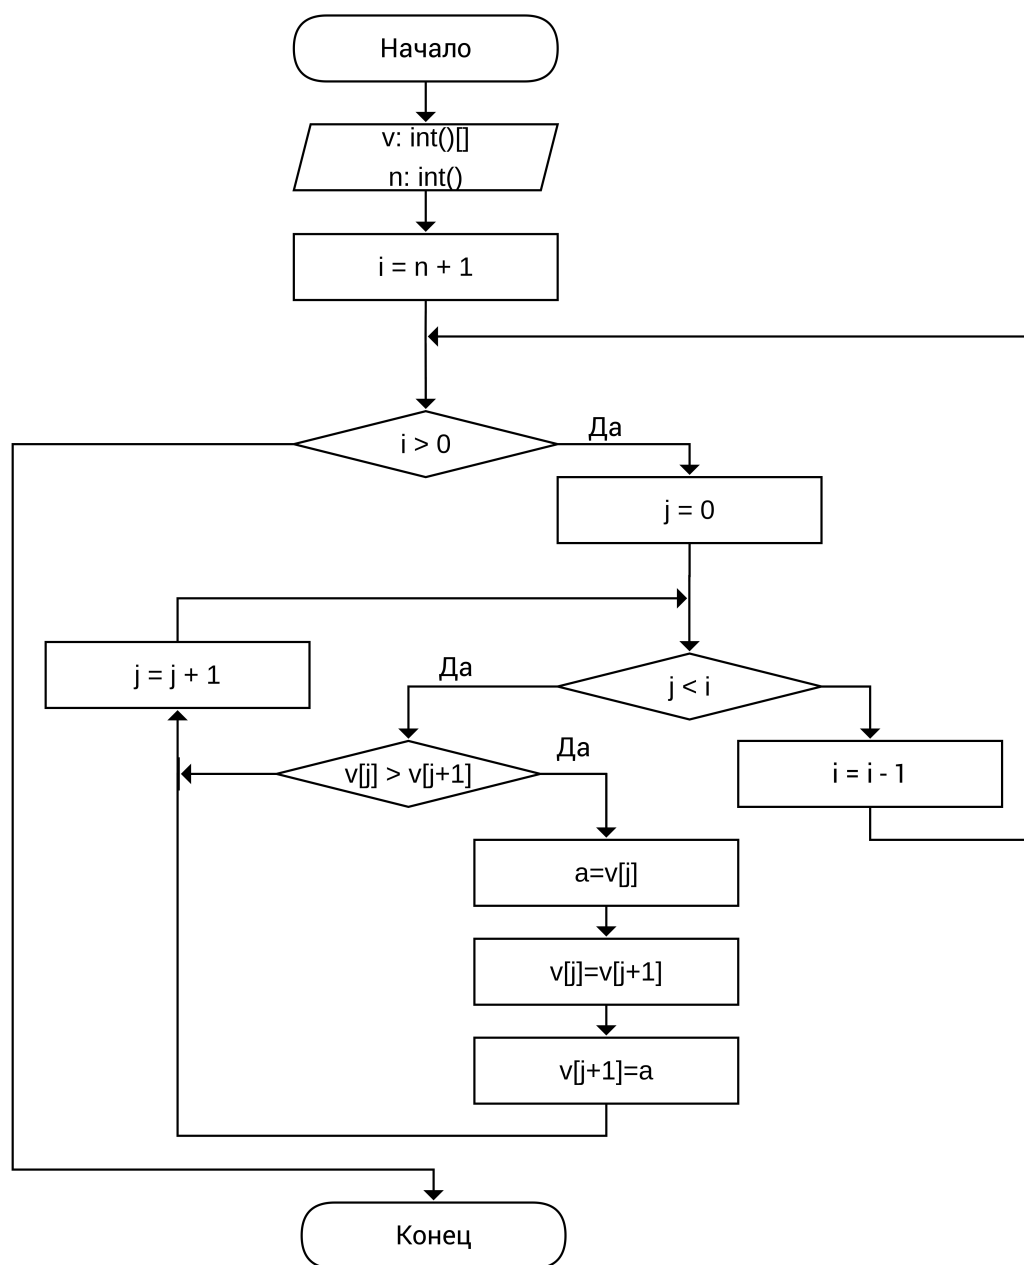 Начало
v: int()[]
n: int()
i = n + 1
i > 0
Да
j = 0
j = j + 1
Да
j < i
v[j] > v[j+1]
Да
i = i - 1
a=v[j]
v[j]=v[j+1]
v[j+1]=a
Конец